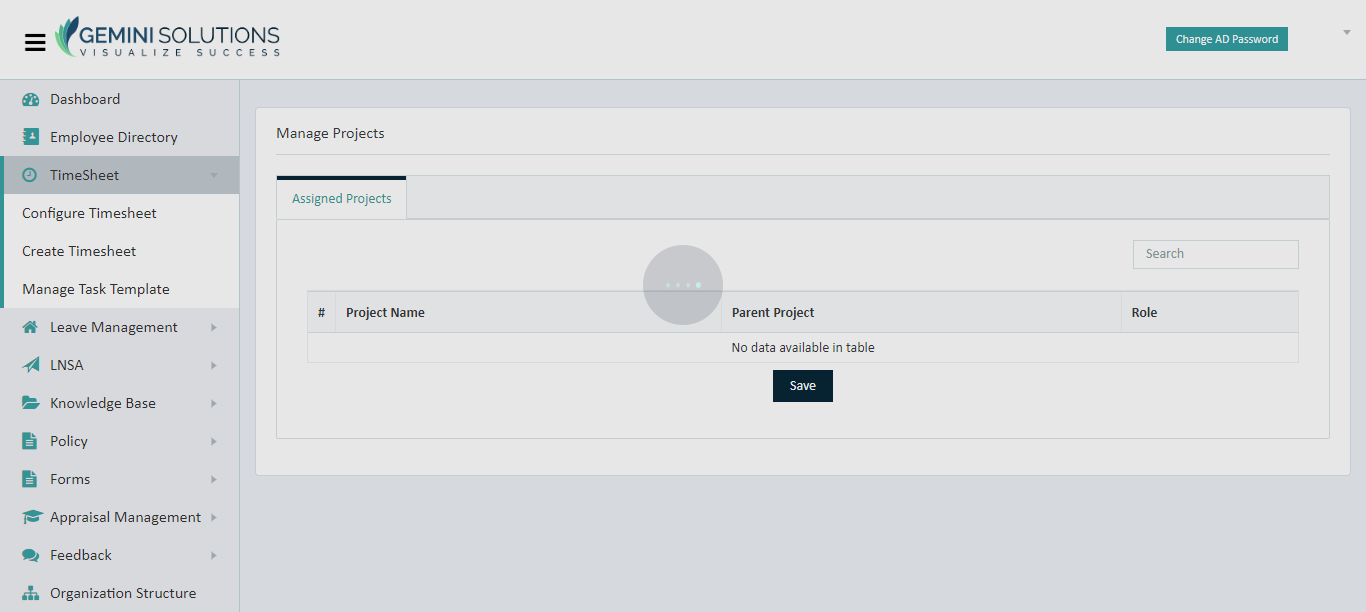 GEMINI SOLUTIONS
VISUALIZE SUCCESS
Change AD Password
Dashboard
Employee Directory
TimeSheet
Configure Timesheet
Create Timesheet
Manage Task Template
Leave Management
LNSA
Knowledge Base
Policy
Forms
Appraisal Management
Feedback
Organization Structure
Manage Projects
Assigned Projects
Search
# Project Name Parent Project Role
No data available in table
Save